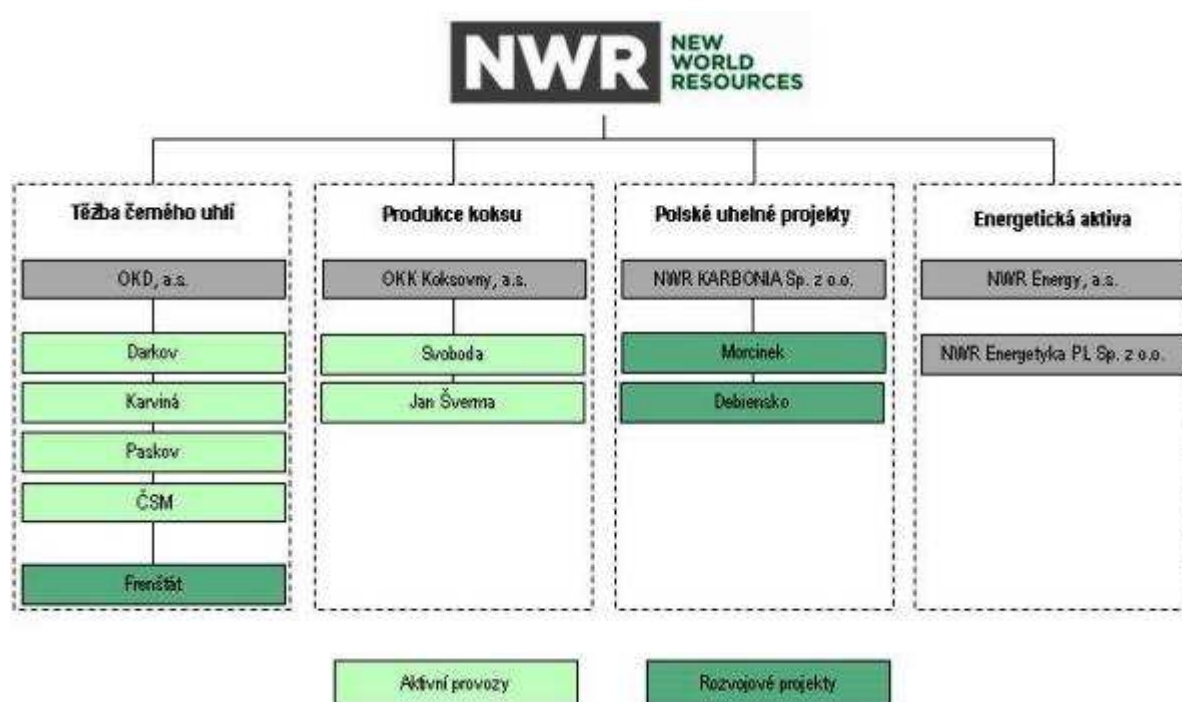 NWR
NEW
WORLD
RESOURCES
Těžba černého uhlí
Produkce koksu
Polské uhelné projekty
Energetická aktiva
OKD, a.s.
OKK Koksovny, a.s.
NWR KARBONIA Sp. z o.o.
NWR Energy, a.s.
Darkov
Svoboda
Morcinek
NWR Energetyka PL Sp. z o.o.
Karviná
Jan Šverma
Debiensko
Paskov
ČSM
Frenštát
Aktivní provozy
Rozvojové projekty